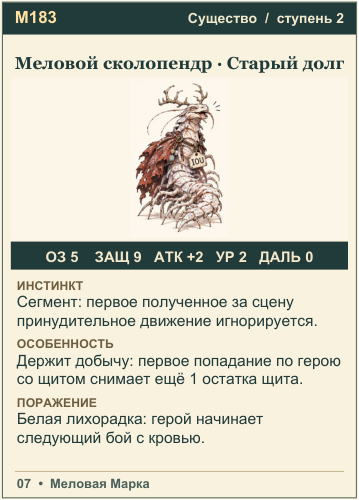 М183
Существо / ступень 2
Меловой сколопендр · Старый долг
IOU
ОЗ 5 ЗАЩ 9 АТК +2 УР 2 ДАЛЬ 0
ИНСТИНКТ
Сегмент: первое полученное за сцену
принудительное движение игнорируется.
ОСОБЕННОСТЬ
Держит добычу: первое попадание по герою
со щитом снимает ещё 1 остатка щита.
ПОРАЖЕНИЕ
Белая лихорадка: герой начинает
следующий бой с кровью.
07 • Меловая Марка